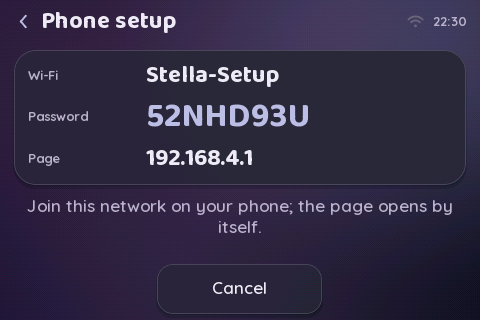 Phone setup
22:30
Wi-Fi Stella-Setup
Password 52NHD93U
Page 192.168.4.1
Join this network on your phone; the page opens by
itself.
Cancel